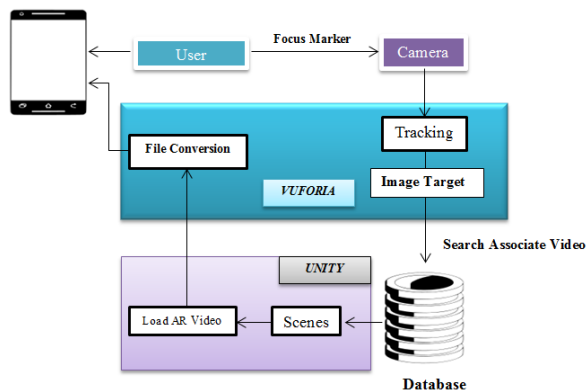 Focus Marker
User
Camera
File Conversion
Tracking
Image Target
VUFORIA
Search Associate Video
UNITY
Load AR Video
Scenes
Database